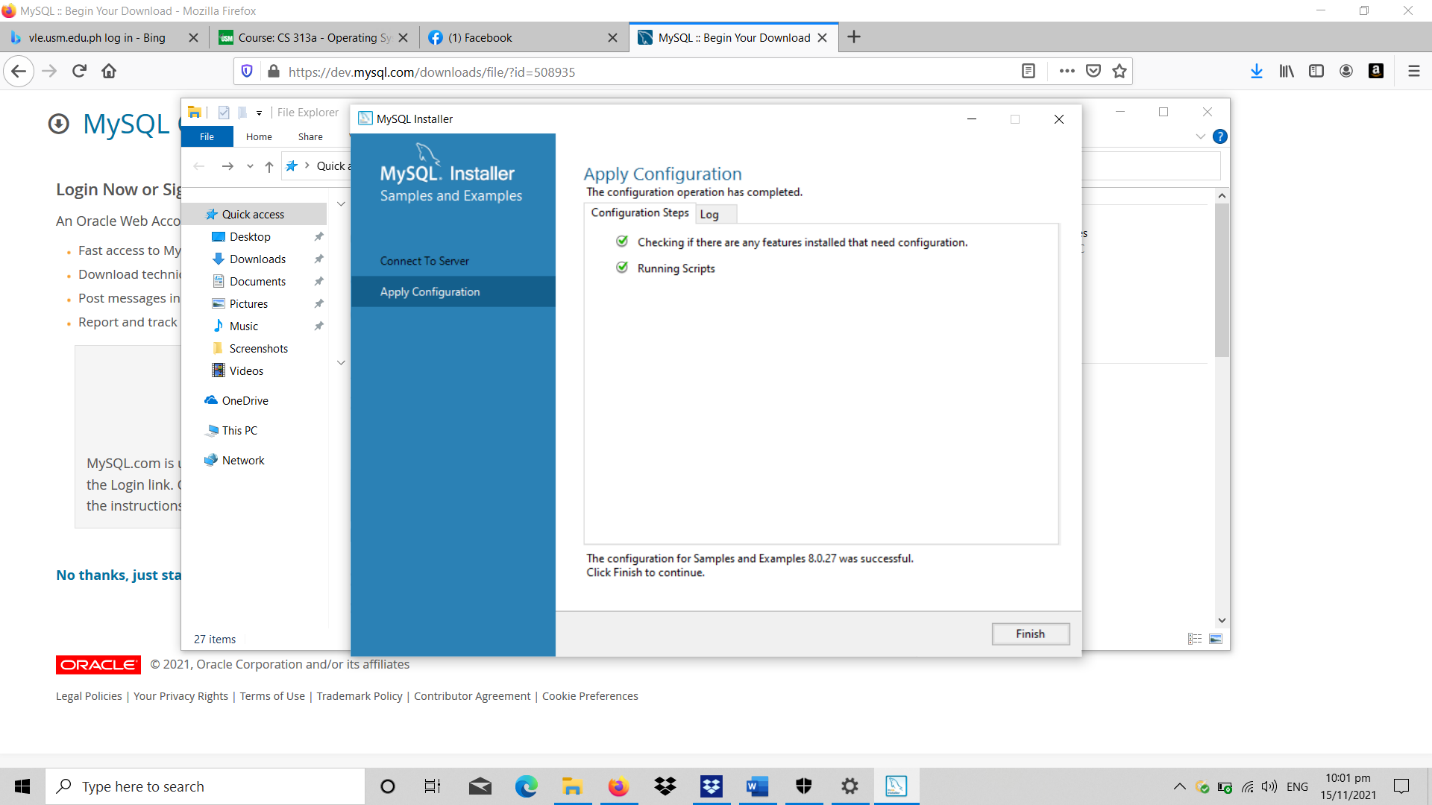 MySQL :: Begin Your Download - Mozilla Firefox
vle.usm.edu.ph log in - Bing
Course: CS 313a - Operating Sy
(1) Facebook
MySQL :: Begin Your Download
https://dev.mysql.com/downloads/file/?id=508935
MySQL
Login Now or Sig
An Oracle Web Acco
Fast access to My
Download techni
Post messages in
Report and track
MySQL.com is u
the Login link. C
the instructions
No thanks, just sta
ORACLE © 2021, Oracle Corporation and/or its affiliates
Legal Policies | Your Privacy Rights | Terms of Use | Trademark Policy | Contributor Agreement | Cookie Preferences
File Explorer
File Home Share
Quick a
Quick access
Desktop
Downloads
Documents
Pictures
Music
Screenshots
Videos
OneDrive
This PC
Network
27 items
MySQL Installer
MySQL. Installer
Samples and Examples
Connect To Server
Apply Configuration
Apply Configuration
The configuration operation has completed.
Configuration Steps Log
Checking if there are any features installed that need configuration.
Running Scripts
The configuration for Samples and Examples 8.0.27 was successful.
Click Finish to continue.
Finish
Type here to search
ENG
10:01 pm
15/11/2021